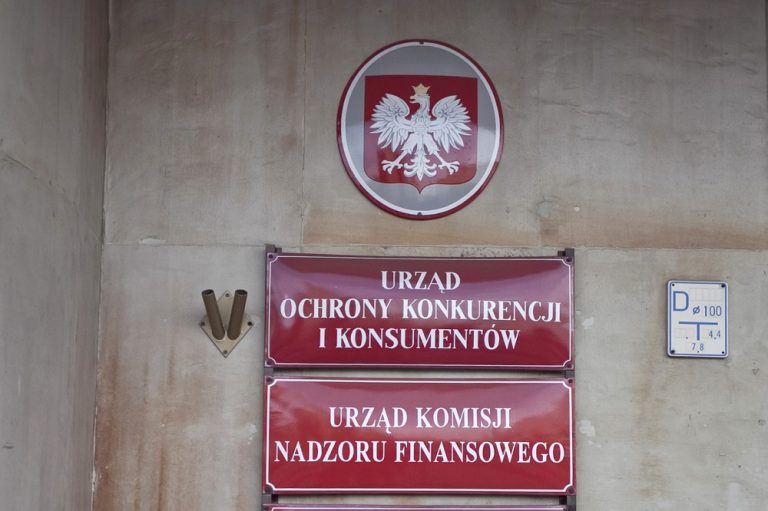 URZĄD
OCHRONY KONKURENCJI
I KONSUMENTÓW
D ø 100
4,4
7,8
URZĄD KOMISJI
NADZORU FINANSOWEGO